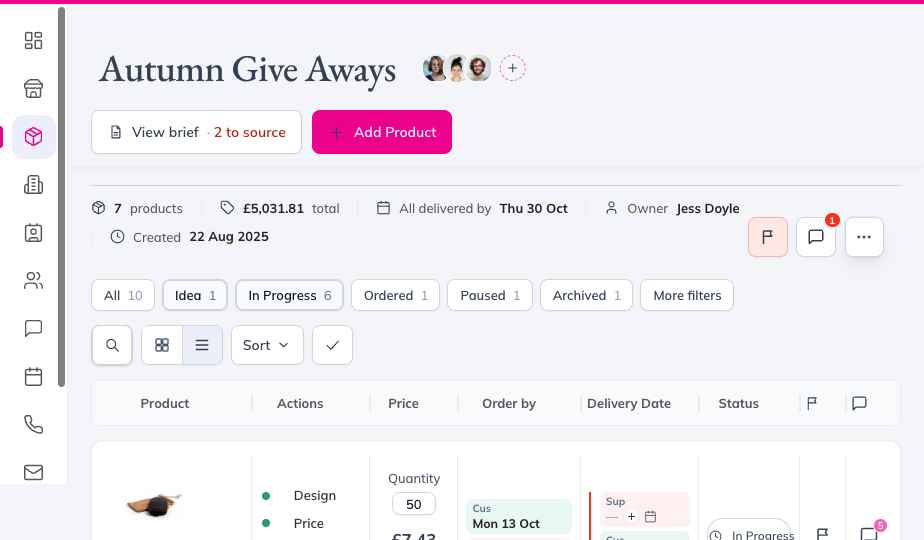 Autumn Give Aways
View brief · 2 to source
Add Product
7 products
£5,031.81 total
All delivered by Thu 30 Oct
Owner Jess Doyle
Created 22 Aug 2025
1
All 10
Idea 1
In Progress 6
Ordered 1
Paused 1
Archived 1
More filters
Sort
Product Actions Price Order by Delivery Date Status
Design
Price
Quantity
50
£7.43
Cus
Mon 13 Oct
Sup
Cus
In Progress
5